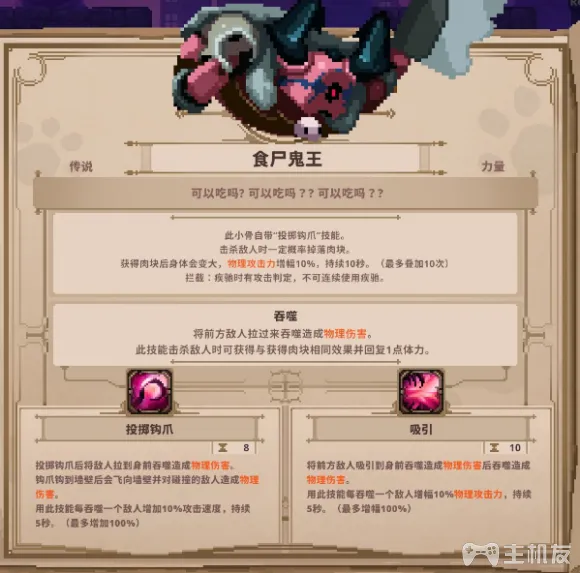 食尸鬼王
传说
力量
可以吃吗？可以吃吗？？可以吃吗？？
此小骨自带“投掷钩爪”技能。
击杀敌人时一定概率掉落肉块。
获得肉块后身体会变大，物理攻击力增幅10%，持续10秒。（最多叠加10次）
拦截：疾驰时有攻击判定，不可连续使用疾驰。
吞噬
将前方敌人拉过来吞噬造成物理伤害。
此技能击杀敌人时可获得与获得肉块相同效果并回复1点体力。
投掷钩爪
8
投掷钩爪后将敌人拉到身前吞噬造成物理伤害。
钩爪钩到墙壁后会飞向墙壁并对碰撞的敌人造成物理
伤害。
用此技能每吞噬一个敌人增加10%攻击速度，持续
5秒。（最多增加100%）
吸引
10
将前方敌人吸引到身前吞噬造成物理伤害后吞噬造成
物理伤害。
用此技能每吞噬一个敌人增幅10%物理攻击力，持续
5秒。（最多增幅100%）
主机友